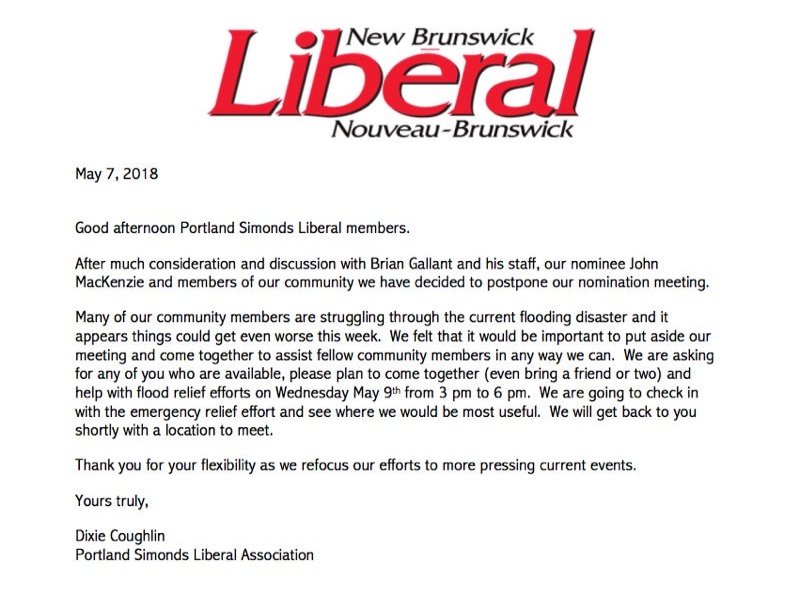 New Brunswick
Liberal
Nouveau-Brunswick
May 7, 2018
Good afternoon Portland Simonds Liberal members.
After much consideration and discussion with Brian Gallant and his staff, our nominee John
MacKenzie and members of our community we have decided to postpone our nomination meeting.
Many of our community members are struggling through the current flooding disaster and it
appears things could get even worse this week.  We felt that it would be important to put aside our
meeting and come together to assist fellow community members in any way we can.  We are asking
for any of you who are available, please plan to come together (even bring a friend or two) and
help with flood relief efforts on Wednesday May 9th from 3 pm to 6 pm.  We are going to check in
with the emergency relief effort and see where we would be most useful.  We will get back to you
shortly with a location to meet.
Thank you for your flexibility as we refocus our efforts to more pressing current events.
Yours truly,
Dixie Coughlin
Portland Simonds Liberal Association